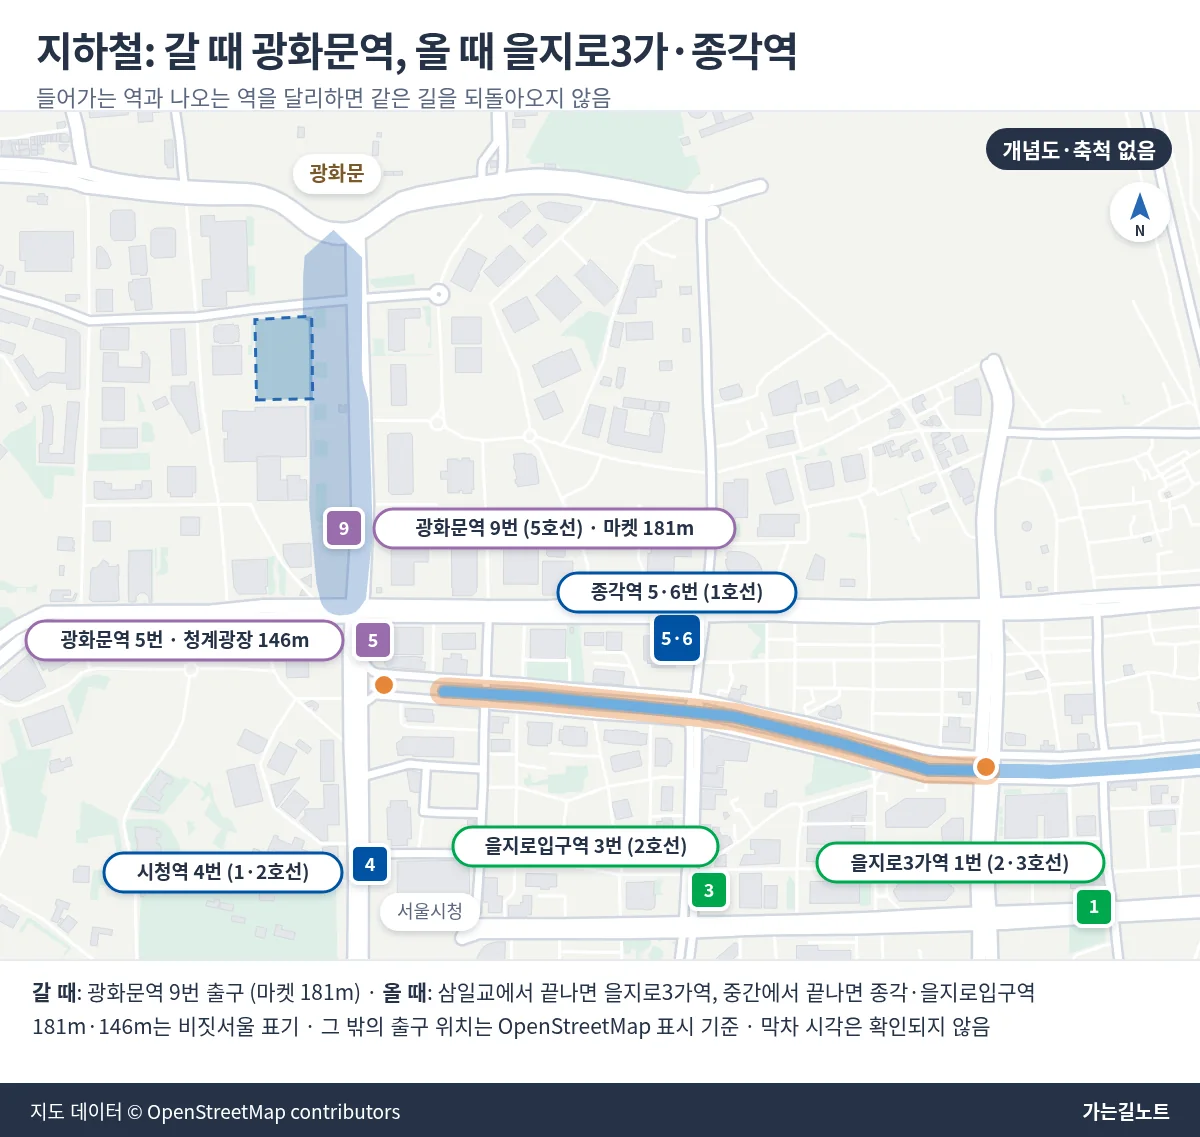 지하철: 갈 때 광화문역, 올 때 을지로3가·종각역
들어가는 역과 나오는 역을 달리하면 같은 길을 되돌아오지 않음
개념도·축척 없음
광화문
N
9
광화문역 9번 (5호선) · 마켓 181m
종각역 5·6번 (1호선)
5·6
광화문역 5번 · 청계광장 146m
5
을지로입구역 3번 (2호선)
3
을지로3가역 1번 (2·3호선)
1
시청역 4번 (1·2호선)
4
서울시청
갈 때: 광화문역 9번 출구 (마켓 181m) · 올 때: 삼일교에서 끝나면 을지로3가역, 중간에서 끝나면 종각·을지로입구역
181m·146m는 비짓서울 표기 · 그 밖의 출구 위치는 OpenStreetMap 표시 기준 · 막차 시각은 확인되지 않음
지도 데이터 © OpenStreetMap contributors
가는길노트